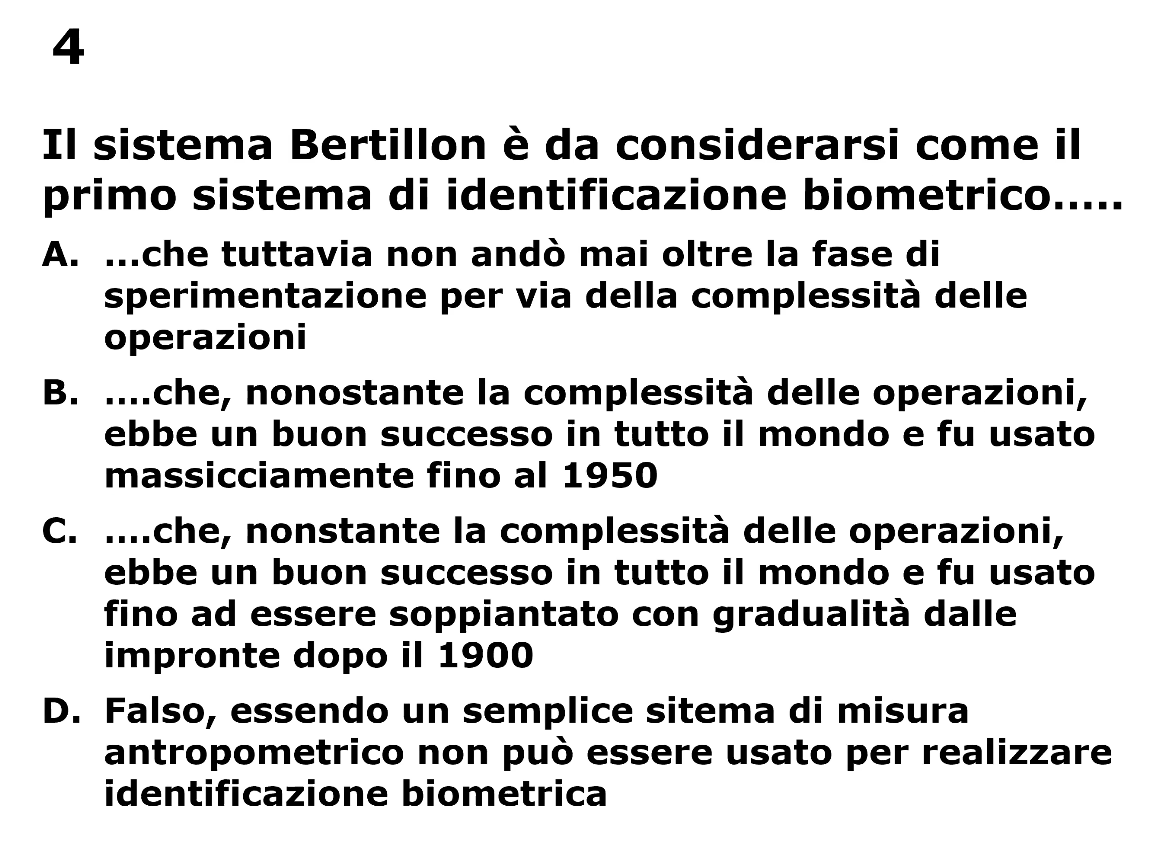 4
Il sistema Bertillon è da considerarsi come il
primo sistema di identificazione biometrico…..
A. …che tuttavia non andò mai oltre la fase di
sperimentazione per via della complessità delle
operazioni
B. ….che, nonostante la complessità delle operazioni,
ebbe un buon successo in tutto il mondo e fu usato
massicciamente fino al 1950
C. ….che, nonstante la complessità delle operazioni,
ebbe un buon successo in tutto il mondo e fu usato
fino ad essere soppiantato con gradualità dalle
impronte dopo il 1900
D. Falso, essendo un semplice sitema di misura
antropometrico non può essere usato per realizzare
identificazione biometrica